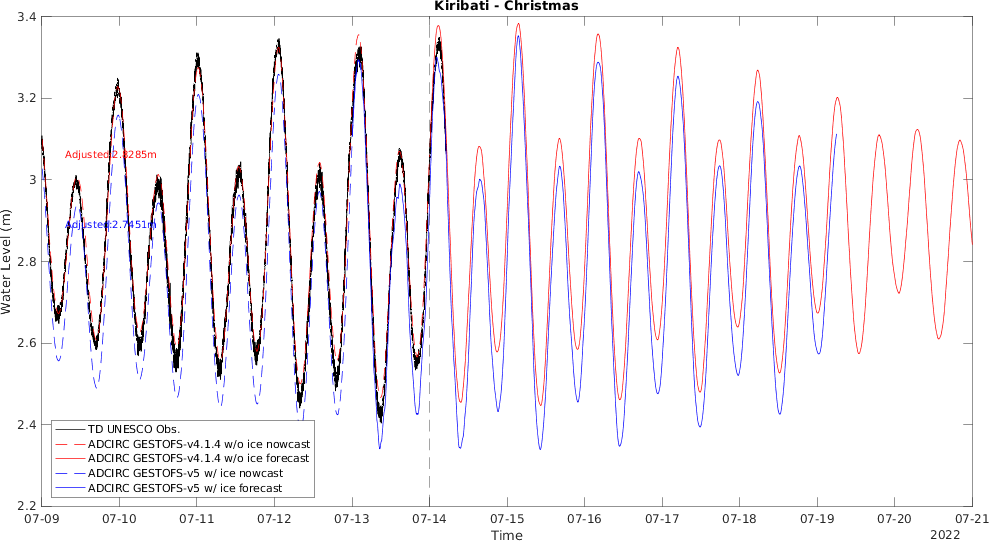 Kiribati - Christmas
3.4
3.2
3
2.8
2.6
2.4
2.2
Water Level (m)
Adjusted:2.8285m
Adjusted:2.7451m
TD UNESCO Obs.
ADCIRC GESTOFS-v4.1.4 w/o ice nowcast
ADCIRC GESTOFS-v4.1.4 w/o ice forecast
ADCIRC GESTOFS-v5 w/ ice nowcast
ADCIRC GESTOFS-v5 w/ ice forecast
07-09 07-10 07-11 07-12 07-13 07-14 07-15 07-16 07-17 07-18 07-19 07-20 07-21
Time
2022